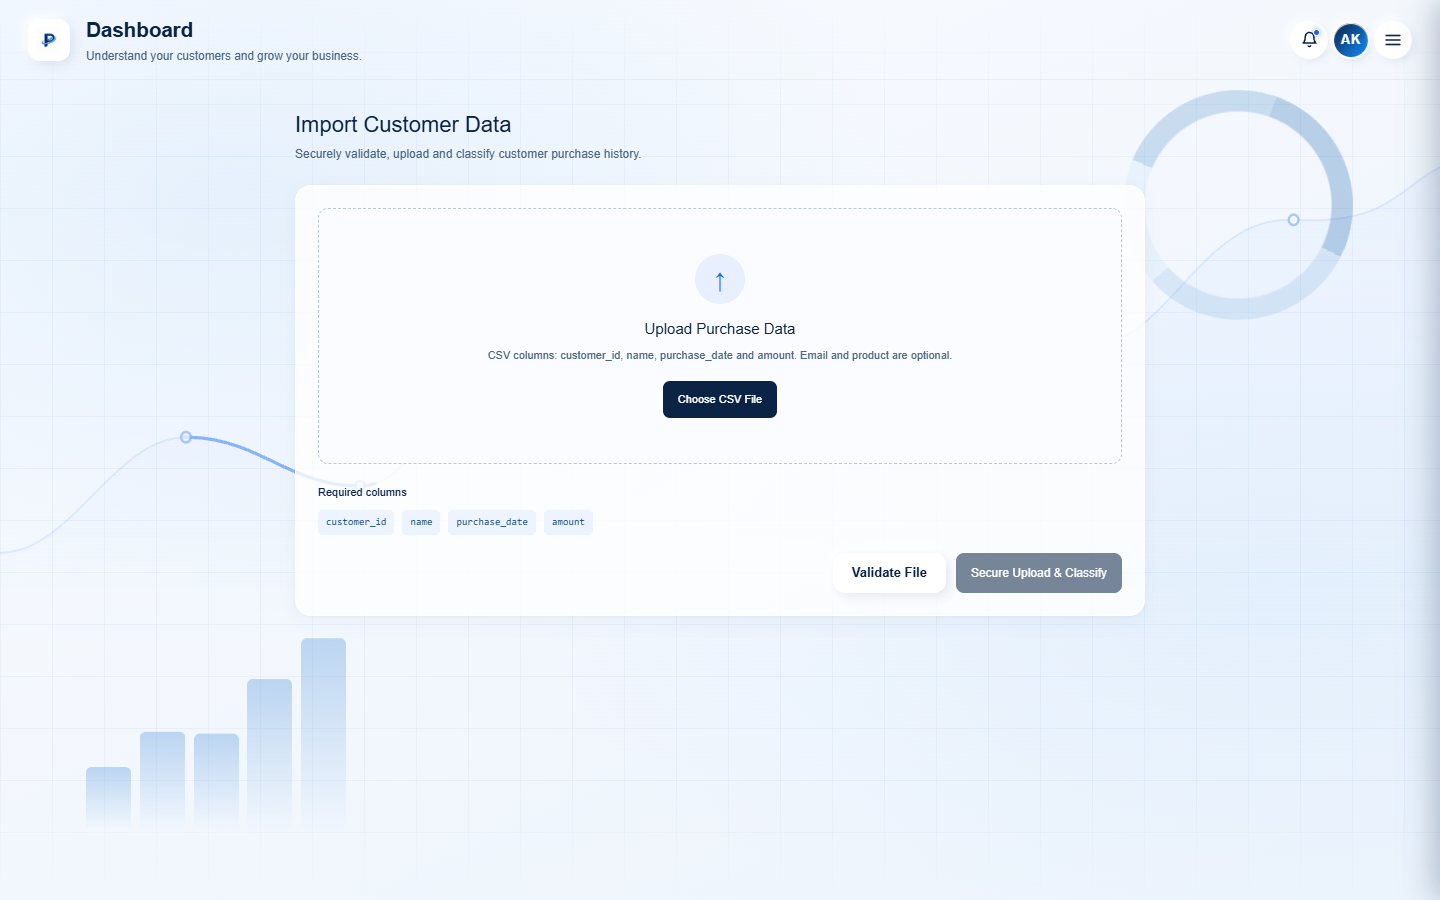 P
Dashboard
Understand your customers and grow your business.
AK
Import Customer Data
Securely validate, upload and classify customer purchase history.
↑
Upload Purchase Data
CSV columns: customer_id, name, purchase_date and amount. Email and product are optional.
Choose CSV File
Required columns
customer_id name purchase_date amount
Validate File Secure Upload & Classify